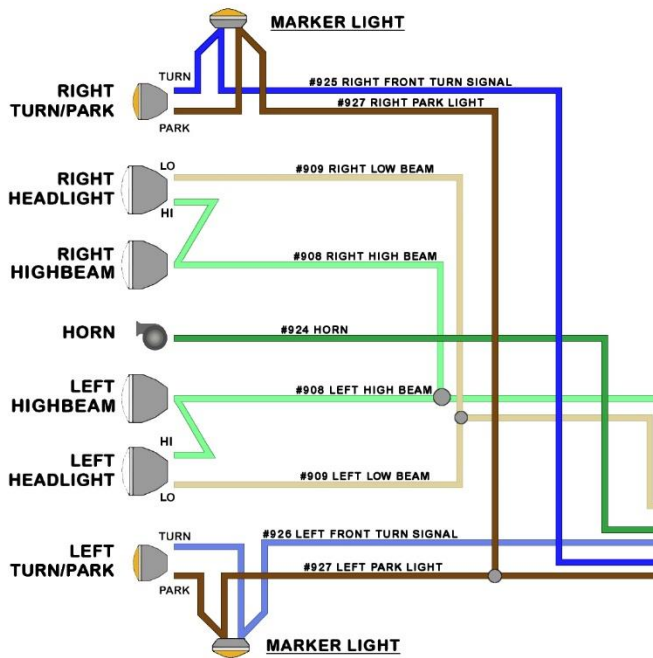 MARKER LIGHT
TURN
#925 RIGHT FRONT TURN SIGNAL
RIGHT
TURN/PARK
#927 RIGHT PARK LIGHT
PARK
LO
#909 RIGHT LOW BEAM
RIGHT
HEADLIGHT
HI
RIGHT
HIGHBEAM
#908 RIGHT HIGH BEAM
HORN
#924 HORN
LEFT
HIGHBEAM
#908 LEFT HIGH BEAM
HI
LEFT
HEADLIGHT
#909 LEFT LOW BEAM
LO
TURN
#926 LEFT FRONT TURN SIGNAL
LEFT
TURN/PARK
#927 LEFT PARK LIGHT
PARK
MARKER LIGHT